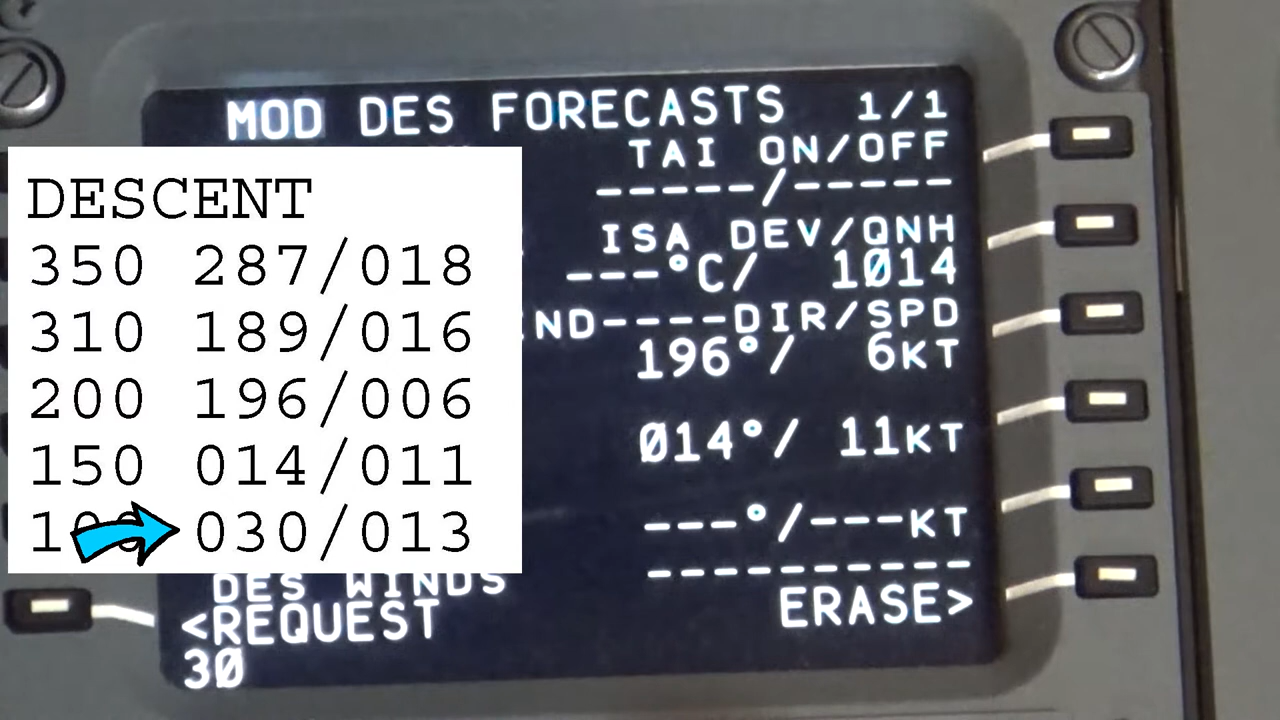 MOD DES FORECASTS 1/1
TAI ON/OFF
-----/-----
ISA DEV/QNH
---°C/ 1014
ND----DIR/SPD
196°/ 6KT
014°/ 11KT
---°/---KT
----------
DES WINDS
<REQUEST ERASE>
30
DESCENT
350 287/018
310 189/016
200 196/006
150 014/011
030/013